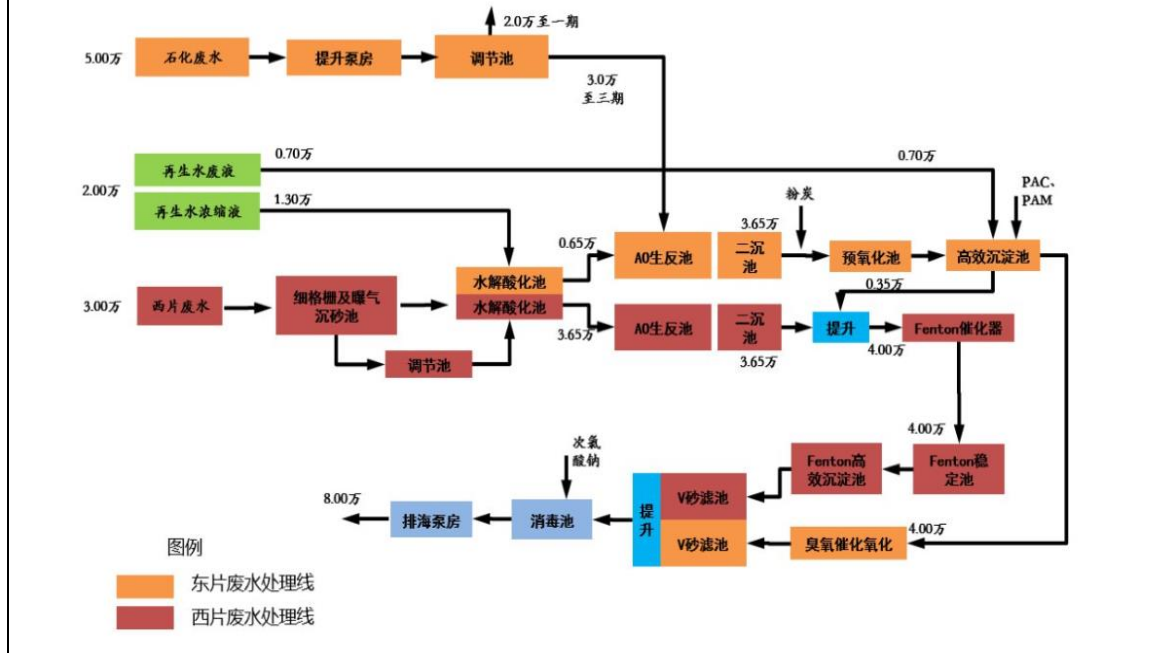 2.0万至一期
5.00万
石化废水
提升泵房
调节池
3.0万
至三期
再生水废液
0.70万
0.70万
2.00万
再生水浓缩液
1.30万
粉炭
PAC、
PAM
3.65万
0.65万
AO生反池
二沉
池
预氧化池
高效沉淀池
水解酸化池
0.35万
3.00万
西片废水
细格栅及曝气
沉砂池
水解酸化池
3.65万
AO生反池
二沉
池
3.65万
提升
4.00万
Fenton催化器
调节池
4.00万
次氯
酸钠
Fenton高
效沉淀池
Fenton稳
定池
8.00万
排海泵房
消毒池
提
升
V砂滤池
V砂滤池
臭氧催化氧化
4.00万
图例
东片废水处理线
西片废水处理线